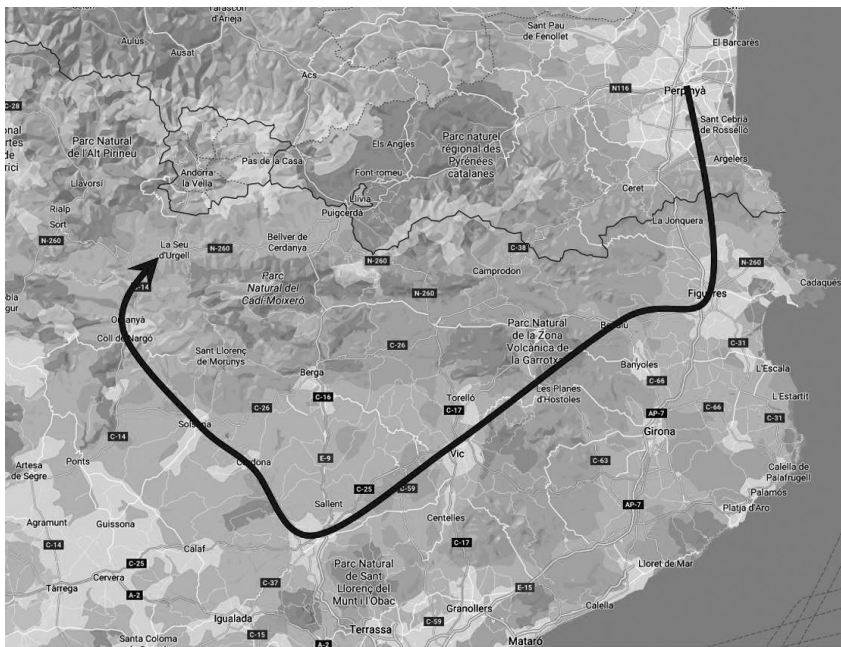 Tarascon
d'Arieja
Aulus
Ausat
Sant Pau
de Fenollet
El Barcarès
Acs
N116
Perpinyà
C-28
Sant Cebrià
de Rosselló
Parc Natural
de l'Alt Pirineu
Els Angles
Parc naturel
régional des
Pyrénées
catalanes
Pas de la Casa
Andorra
la Vella
Font-romeu
Argelers
Llavorsí
Ceret
Rialp
Llívia
Sort
Puigcerdà
La Jonquera
N-260
La Seu
d'Urgell
N-260
Bellver de
Cerdanya
C-38
N-260
N-260
Camprodon
Parc
Natural del
Cadí-Moixeró
Cadaqués
N-260
Figueres
Organyà
Coll de Nargó
Parc Natural
de la Zona
Volcànica de
la Garrotxa
Besalú
C-26
C-31
Sant Llorenç
de Morunys
Berga
Banyoles
L'Escala
C-66
C-16
Torelló
Les Planes
d'Hostoles
L'Estartit
C-26
C-17
AP-7
C-66
C-31
Solsona
Girona
C-14
Vic
E-9
Cardona
C-63
Artesa
de Segre
Ponts
Calella de
Palafrugell
C-25
C-59
Palamós
Sallent
AP-7
Platja d'Aro
Agramunt
Guissona
Centelles
C-14
Calaf
C-17
C-25
Parc Natural
de Sant
Llorenç del
Munt i l'Obac
Lloret de Mar
Cervera
C-37
E-15
Tàrrega
A-2
Calella
Granollers
Igualada
C-59
Terrassa
C-15
Santa Coloma
A-2
Mataró